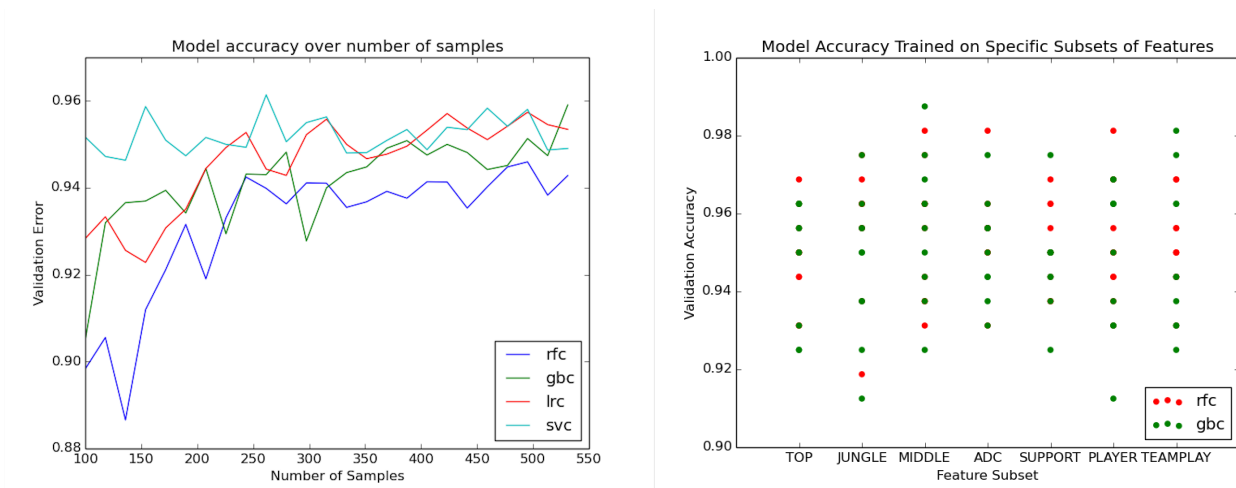 Model accuracy over number of samples
Validation Error
0.96
0.94
0.92
0.90
0.88
100 150 200 250 300 350 400 450 500 550
Number of Samples
rfc
gbc
lrc
svc
Model Accuracy Trained on Specific Subsets of Features
Validation Accuracy
1.00
0.98
0.96
0.94
0.92
0.90
TOP JUNGLE MIDDLE ADC SUPPORT PLAYER TEAMPLAY
Feature Subset
rfc
gbc